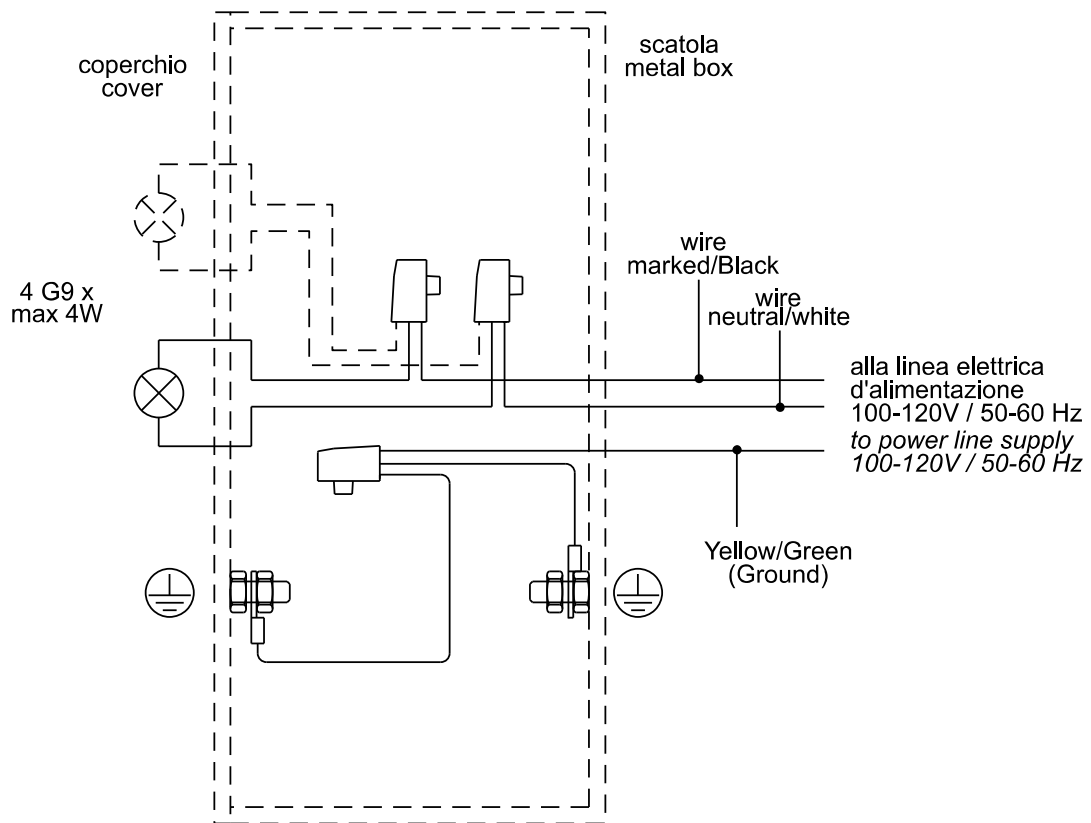 coperchio
cover
scatola
metal box
4 G9 x
max 4W
wire
marked/Black
wire
neutral/white
alla linea elettrica
d'alimentazione
100-120V / 50-60 Hz
to power line supply
100-120V / 50-60 Hz
Yellow/Green
(Ground)